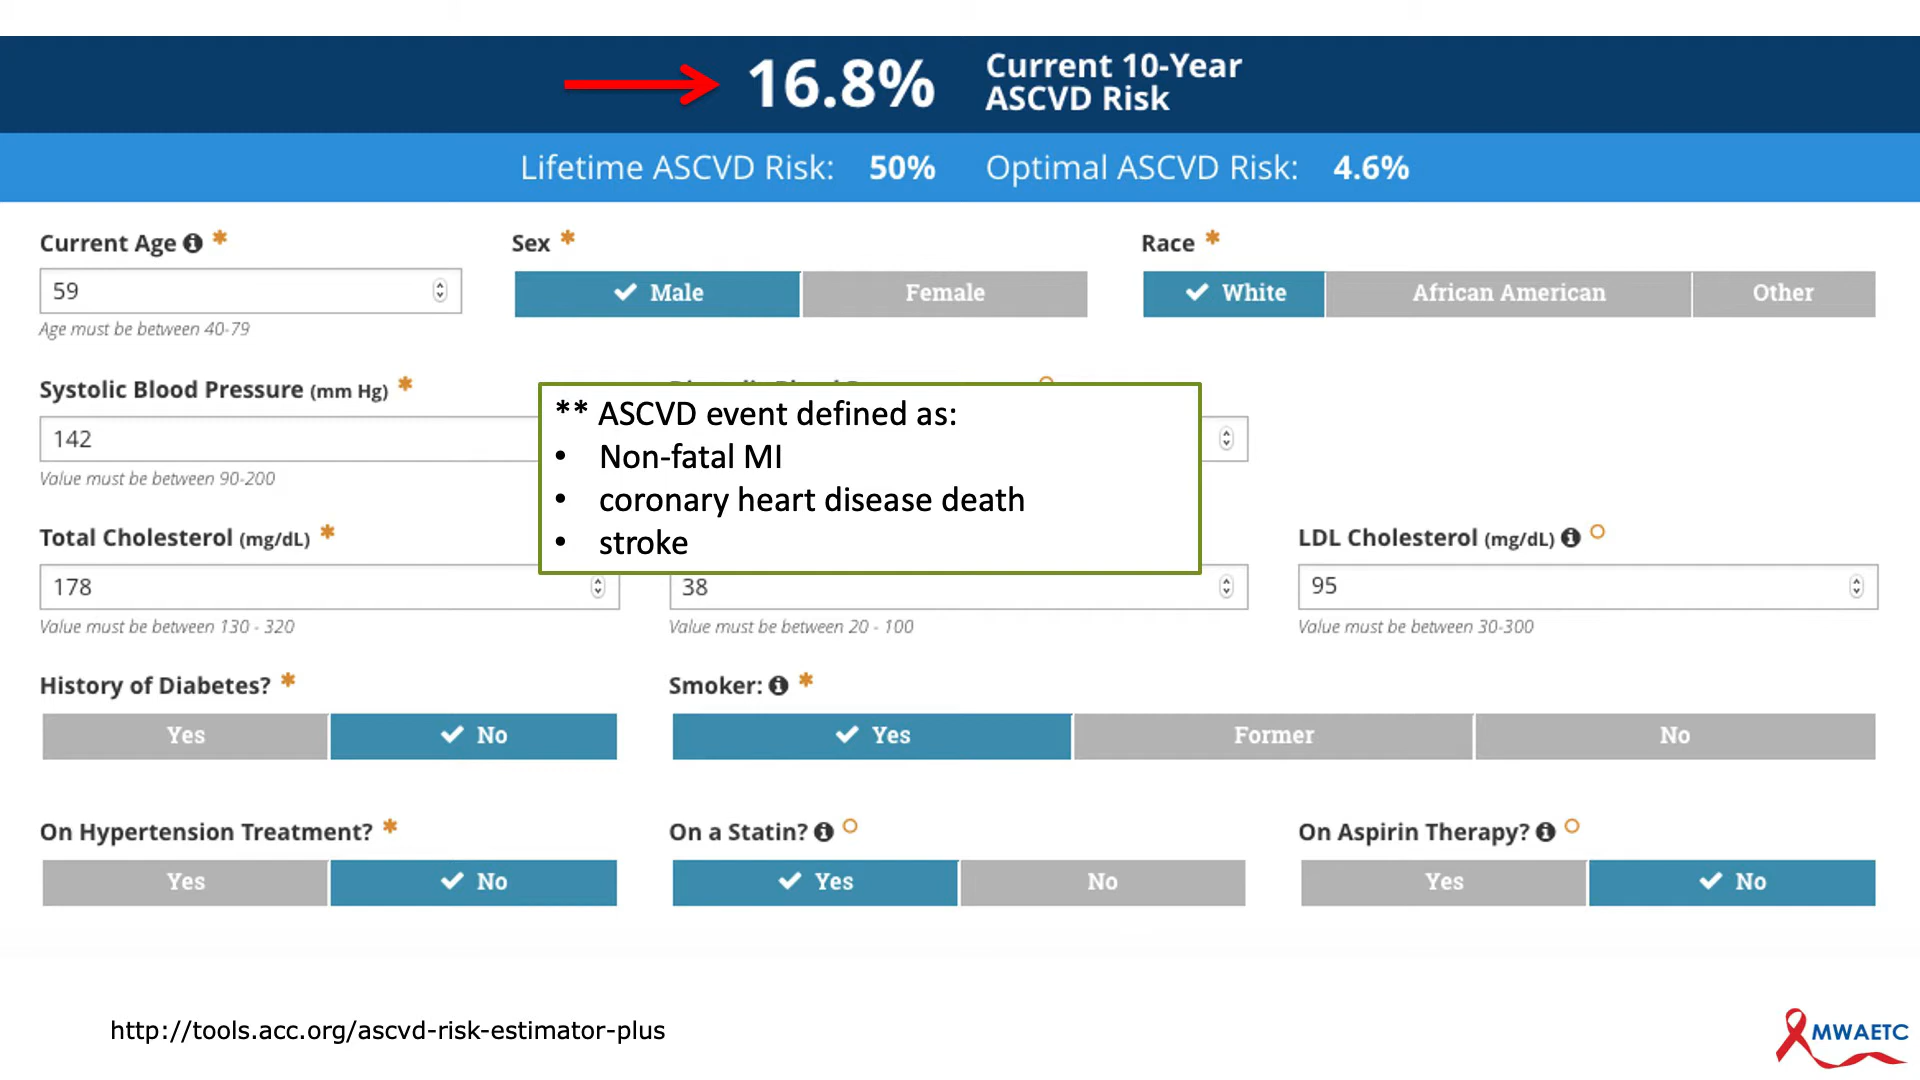 16.8%
Current 10-Year
ASCVD Risk
Lifetime ASCVD Risk: 50% Optimal ASCVD Risk: 4.6%
Current Age *
59
Age must be between 40-79
Sex *
Male Female
Race *
White African American Other
Systolic Blood Pressure (mm Hg) *
142
Value must be between 90-200
** ASCVD event defined as:
• Non-fatal MI
• coronary heart disease death
• stroke
Total Cholesterol (mg/dL) *
178
Value must be between 130 - 320
38
Value must be between 20 - 100
LDL Cholesterol (mg/dL)
95
Value must be between 30-300
History of Diabetes? *
Yes No
Smoker: *
Yes Former No
On Hypertension Treatment? *
Yes No
On a Statin?
Yes No
On Aspirin Therapy?
Yes No
http://tools.acc.org/ascvd-risk-estimator-plus
MWAETC